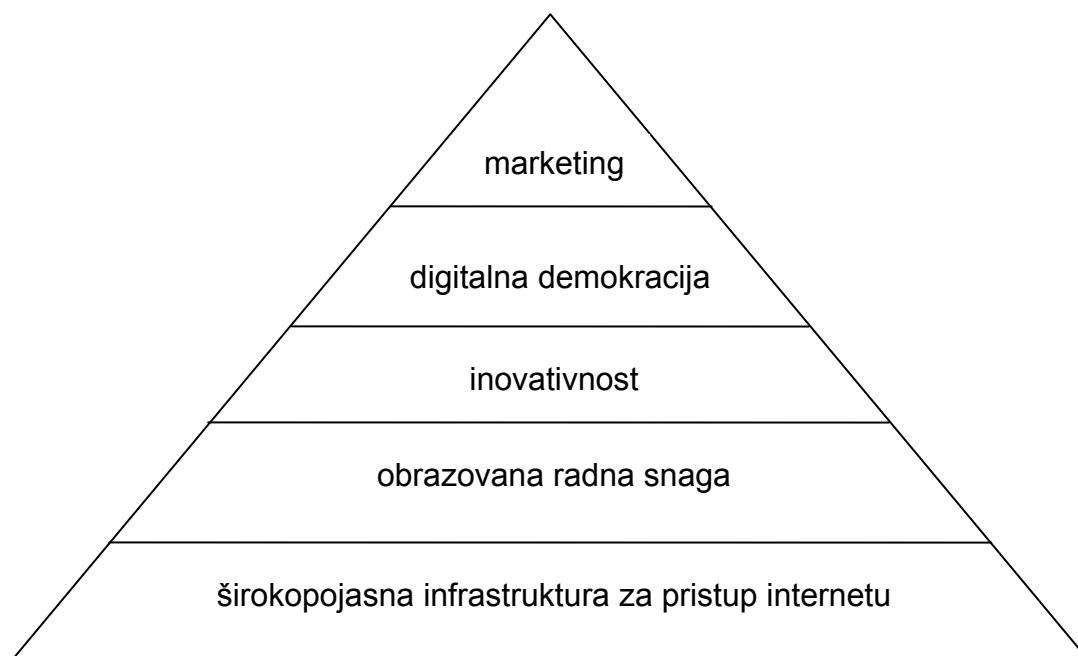 marketing
digitalna demokracija
inovativnost
obrazovana radna snaga
širokopojasna infrastruktura za pristup internetu